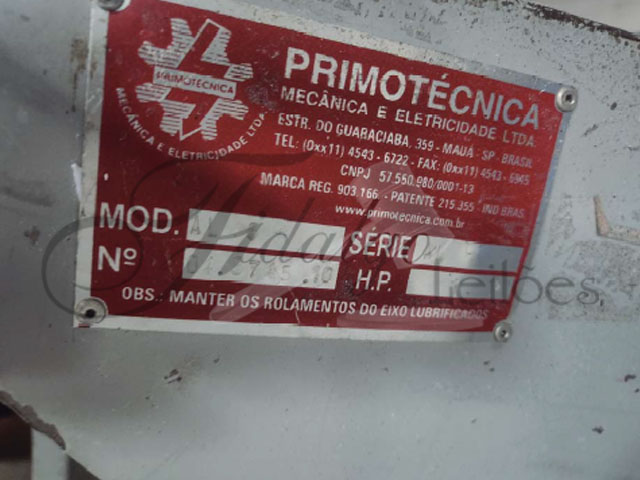 PRIMOTÉCNICA
MECÂNICA E ELETRICIDADE LTDA.
PRIMOTÉCNICA
MECÂNICA E ELETRICIDADE LTDA.
ESTR. DO GUARACIABA, 359 - MAUÁ - SP - BRASIL
TEL: (0xx11) 4543 - 6722 - FAX: (0xx11) 4543 - 6945
CNPJ 57.550.980/0001-13
MARCA REG. 903.166 - PATENTE 215.355 - IND BRAS.
www.primotecnica.com.br
MOD. SÉRIE
Nº H.P.
OBS.: MANTER OS ROLAMENTOS DO EIXO LUBRIFICADOS
Leilões